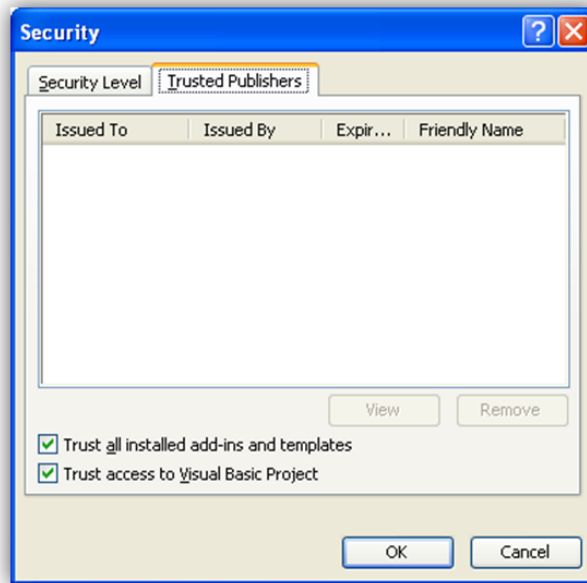 Security
Security Level Trusted Publishers
Issued To Issued By Expir... Friendly Name
View Remove
Trust all installed add-ins and templates
Trust access to Visual Basic Project
OK Cancel